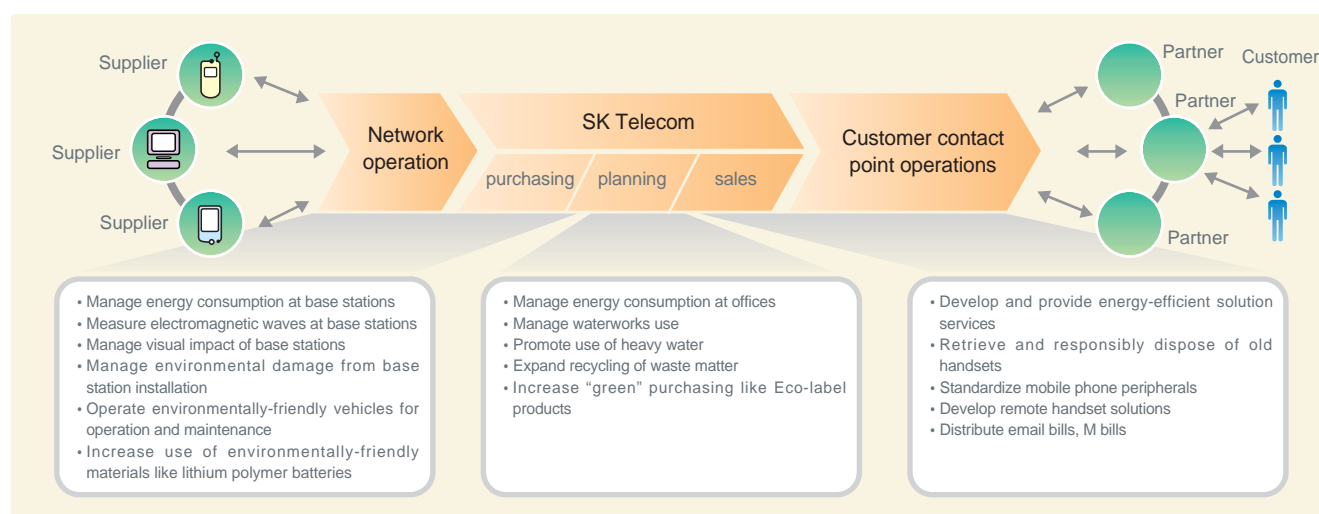 Supplier
Supplier
Supplier
Network
operation
SK Telecom
purchasing
planning
sales
Customer contact
point operations
Partner
Partner
Partner
Customer
• Manage energy consumption at base stations
• Measure electromagnetic waves at base stations
• Manage visual impact of base stations
• Manage environmental damage from base
station installation
• Operate environmentally-friendly vehicles for
operation and maintenance
• Increase use of environmentally-friendly
materials like lithium polymer batteries
• Manage energy consumption at offices
• Manage waterworks use
• Promote use of heavy water
• Expand recycling of waste matter
• Increase “green” purchasing like Eco-label
products
• Develop and provide energy-efficient solution
services
• Retrieve and responsibly dispose of old
handsets
• Standardize mobile phone peripherals
• Develop remote handset solutions
• Distribute email bills, M bills